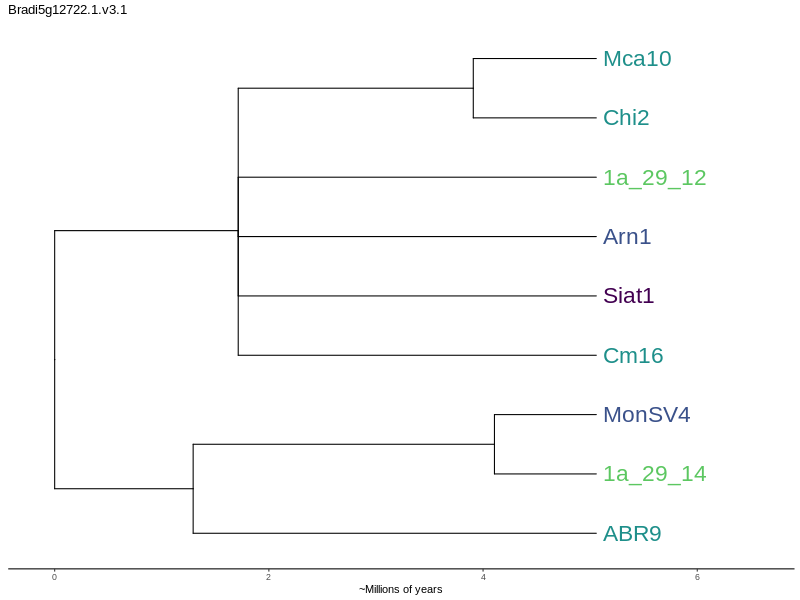 Bradi5g12722.1.v3.1
Mca10
Chi2
1a_29_12
Arn1
Siat1
Cm16
MonSV4
1a_29_14
ABR9
0 2 4 6
~Millions of years